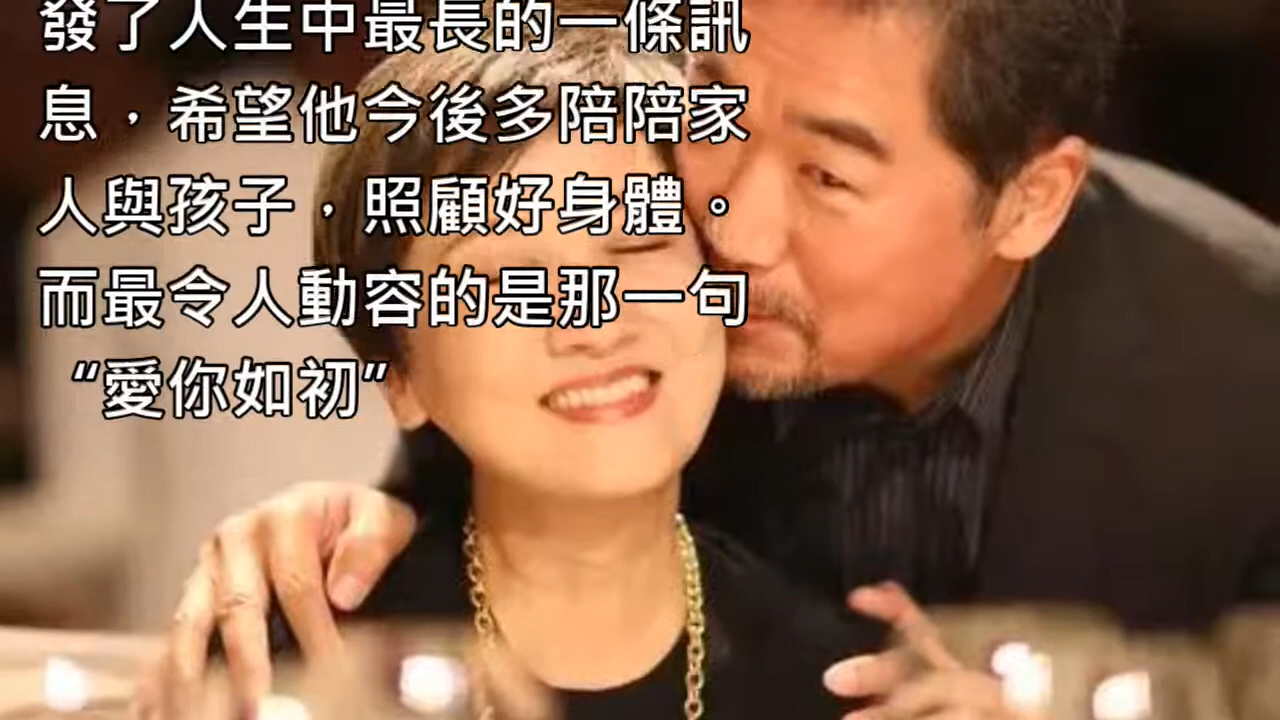 發了人生中最長的一條訊
息，希望他今後多陪陪家
人與孩子，照顧好身體。
而最令人動容的是那一句
“愛你如初”